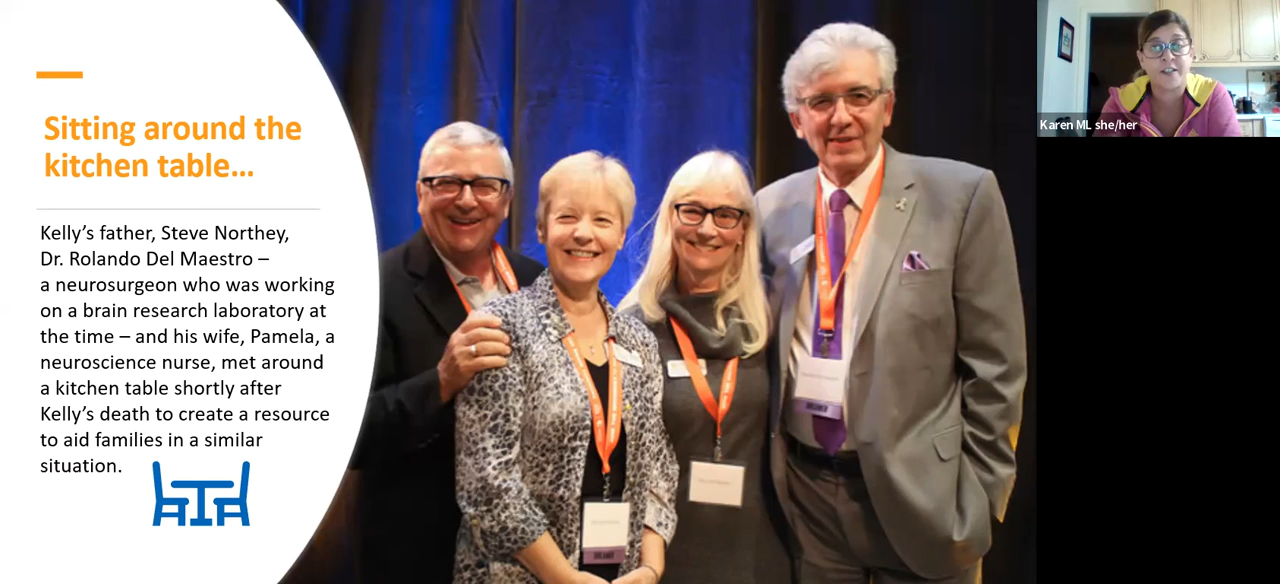 Sitting around the
kitchen table...
Kelly's father, Steve Northey,
Dr. Rolando Del Maestro –
a neurosurgeon who was working
on a brain research laboratory at
the time – and his wife, Pamela, a
neuroscience nurse, met around
a kitchen table shortly after
Kelly's death to create a resource
to aid families in a similar
situation.
Karen ML she/her